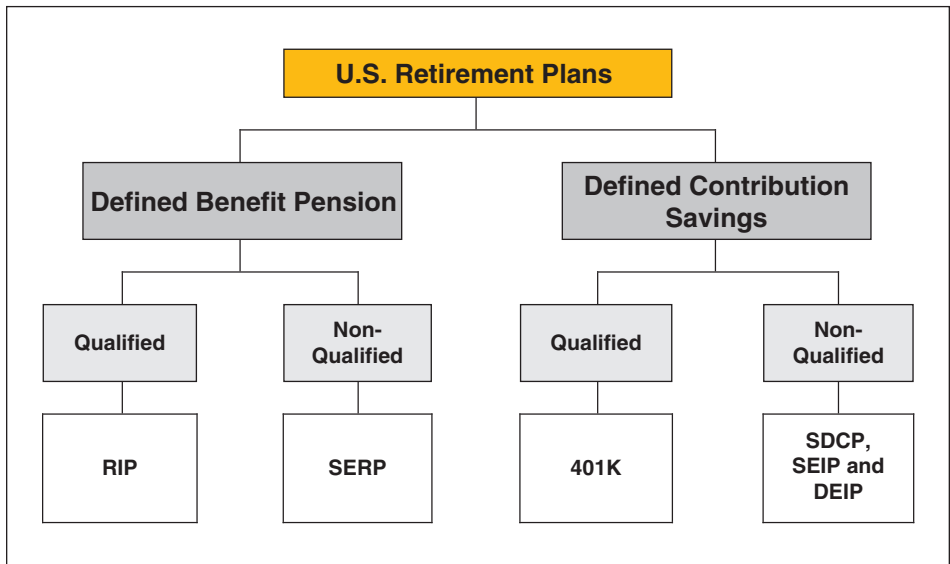 U.S. Retirement Plans
Defined Benefit Pension
Defined Contribution
Savings
Qualified
Non-
Qualified
Qualified
Non-
Qualified
RIP
SERP
401K
SDCP,
SEIP and
DEIP